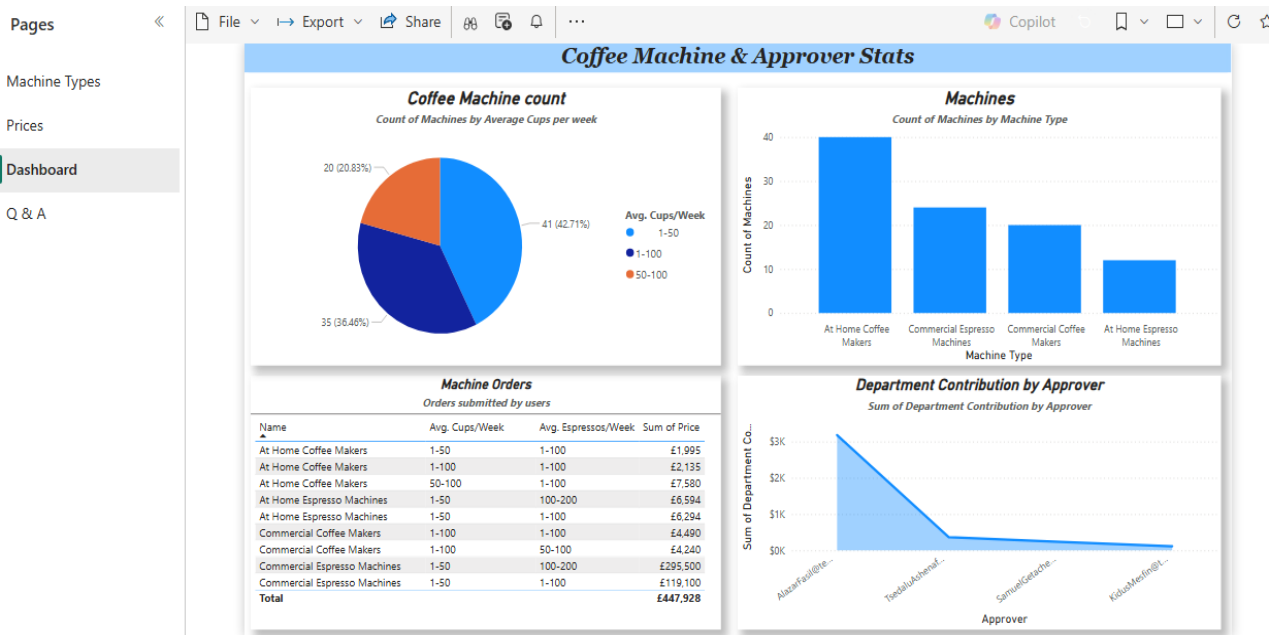 Pages
File
Export
Share
Copilot
Machine Types
Prices
Dashboard
Q & A
Coffee Machine & Approver Stats
Coffee Machine count
Count of Machines by Average Cups per week
20 (20.83%)
41 (42.71%)
35 (36.46%)
Avg. Cups/Week
1-50
1-100
50-100
Machines
Count of Machines by Machine Type
Count of Machines
40
30
20
10
0
At Home Coffee
Makers
Commercial Espresso
Machines
Commercial Coffee
Makers
At Home Espresso
Machines
Machine Type
Machine Orders
Orders submitted by users
Name Avg. Cups/Week Avg. Espressos/Week Sum of Price
At Home Coffee Makers 1-50 1-100 £1,995
At Home Coffee Makers 1-100 1-100 £2,135
At Home Coffee Makers 50-100 1-100 £7,580
At Home Espresso Machines 1-50 100-200 £6,594
At Home Espresso Machines 1-50 1-100 £6,294
Commercial Coffee Makers 1-100 1-100 £4,490
Commercial Coffee Makers 1-100 50-100 £4,240
Commercial Espresso Machines 1-50 100-200 £295,500
Commercial Espresso Machines 1-50 1-100 £119,100
Total £447,928
Department Contribution by Approver
Sum of Department Contribution by Approver
Sum of Department Co...
$3K
$2K
$1K
$0K
AlazarFasil@te...
TsedaluAshenaf...
SamuelGetache...
KidusMesfin@t...
Approver